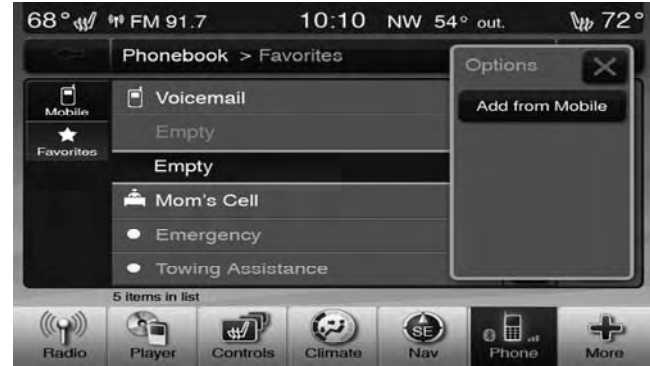 68° FM 91.7 10:10 NW 54° out. 72°
Phonebook > Favorites
Options
Mobile
Voicemail
Add from Mobile
Empty
Favorites
Empty
Mom's Cell
Emergency
Towing Assistance
5 items in list
Radio Player Controls Climate SE Nav Phone More